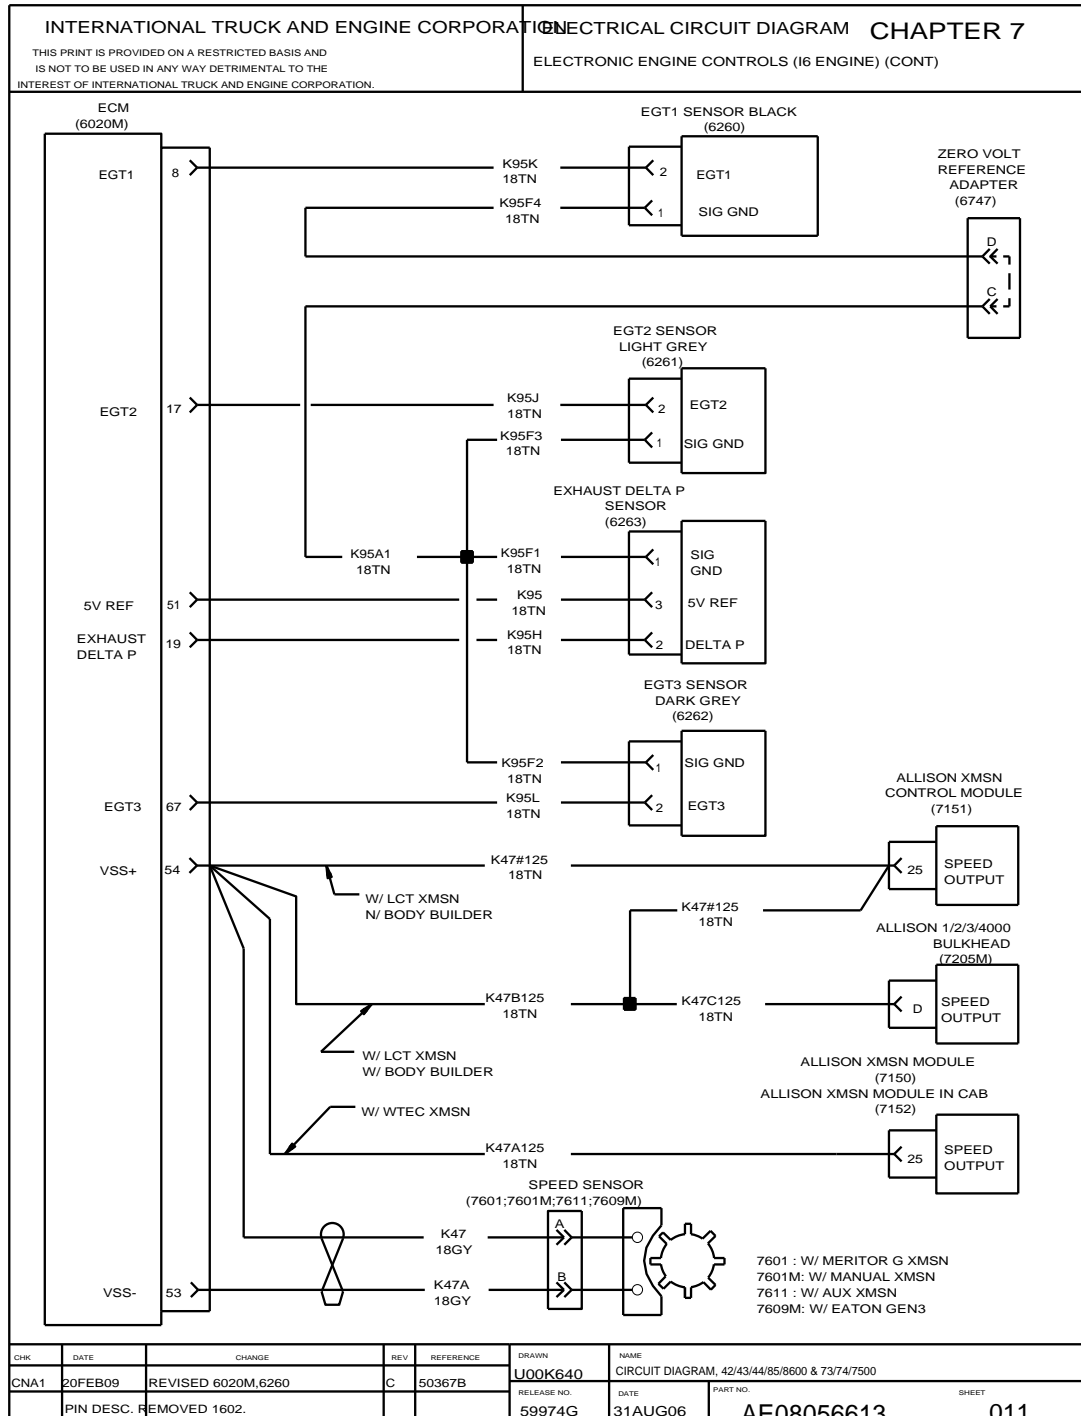 INTERNATIONAL TRUCK AND ENGINE CORPORATION
ELECTRICAL CIRCUIT DIAGRAM CHAPTER 7
THIS PRINT IS PROVIDED ON A RESTRICTED BASIS AND
IS NOT TO BE USED IN ANY WAY DETRIMENTAL TO THE
INTEREST OF INTERNATIONAL TRUCK AND ENGINE CORPORATION.
ELECTRONIC ENGINE CONTROLS (I6 ENGINE) (CONT)
ECM
(6020M)
EGT1 SENSOR BLACK
(6260)
EGT1
8
K95K
18TN
2
EGT1
K95F4
18TN
1
SIG GND
ZERO VOLT
REFERENCE
ADAPTER
(6747)
D
C
EGT2 SENSOR
LIGHT GREY
(6261)
EGT2
17
K95J
18TN
2
EGT2
K95F3
18TN
1
SIG GND
EXHAUST DELTA P
SENSOR
(6263)
K95A1
18TN
K95F1
18TN
1
SIG
GND
5V REF
51
K95
18TN
3
5V REF
EXHAUST
DELTA P
19
K95H
18TN
2
DELTA P
EGT3 SENSOR
DARK GREY
(6262)
K95F2
18TN
1
SIG GND
EGT3
67
K95L
18TN
2
EGT3
ALLISON XMSN
CONTROL MODULE
(7151)
VSS+
54
K47#125
18TN
25
SPEED
OUTPUT
W/ LCT XMSN
N/ BODY BUILDER
K47#125
18TN
ALLISON 1/2/3/4000
BULKHEAD
(7205M)
K47B125
18TN
K47C125
18TN
D
SPEED
OUTPUT
W/ LCT XMSN
W/ BODY BUILDER
ALLISON XMSN MODULE
(7150)
ALLISON XMSN MODULE IN CAB
(7152)
W/ WTEC XMSN
K47A125
18TN
25
SPEED
OUTPUT
SPEED SENSOR
(7601;7601M;7611;7609M)
K47
18GY
A
VSS-
53
K47A
18GY
B
7601 : W/ MERITOR G XMSN
7601M: W/ MANUAL XMSN
7611 : W/ AUX XMSN
7609M: W/ EATON GEN3
CHK DATE CHANGE REV REFERENCE
CNA1 20FEB09 REVISED 6020M,6260 C 50367B
PIN DESC. REMOVED 1602.
DRAWN
U00K640
NAME
CIRCUIT DIAGRAM, 42/43/44/85/8600 & 73/74/7500
RELEASE NO.
59974G
DATE
31AUG06
PART NO.
AE08056613
SHEET
011